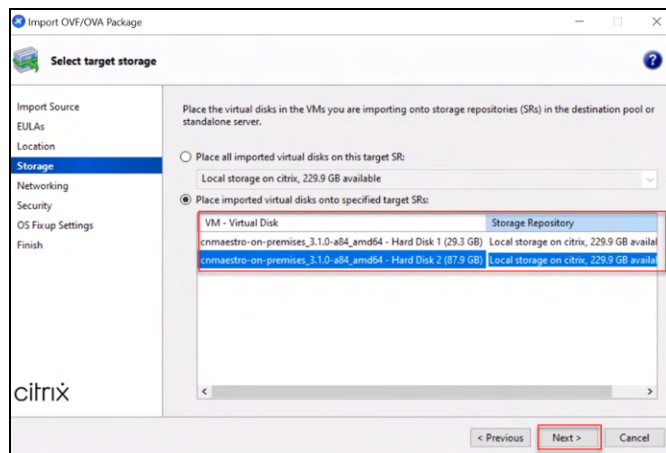 Import OVF/OVA Package
Select target storage
Import Source
EULAs
Location
Storage
Networking
Security
OS Fixup Settings
Finish
Place the virtual disks in the VMs you are importing onto storage repositories (SRs) in the destination pool or
standalone server.
Place all imported virtual disks on this target SR:
Local storage on citrix, 229.9 GB available
Place imported virtual disks onto specified target SRs:
VM - Virtual Disk Storage Repository
cnmaestro-on-premises_3.1.0-a84_amd64 - Hard Disk 1 (29.3 GB) Local storage on citrix, 229.9 GB availal
cnmaestro-on-premises_3.1.0-a84_amd64 - Hard Disk 2 (87.9 GB) Local storage on citrix, 229.9 GB availal
citrix
< Previous Next > Cancel